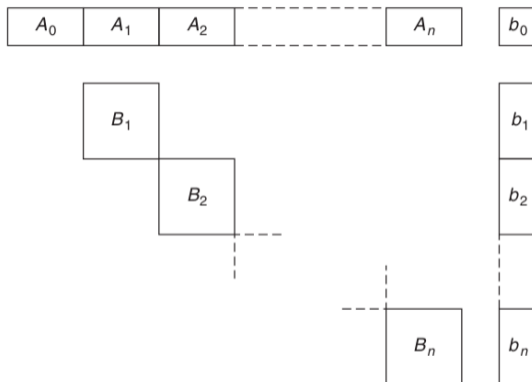 A₀ A₁ A₂ Aₙ b₀
B₁ b₁
B₂ b₂
Bₙ bₙ